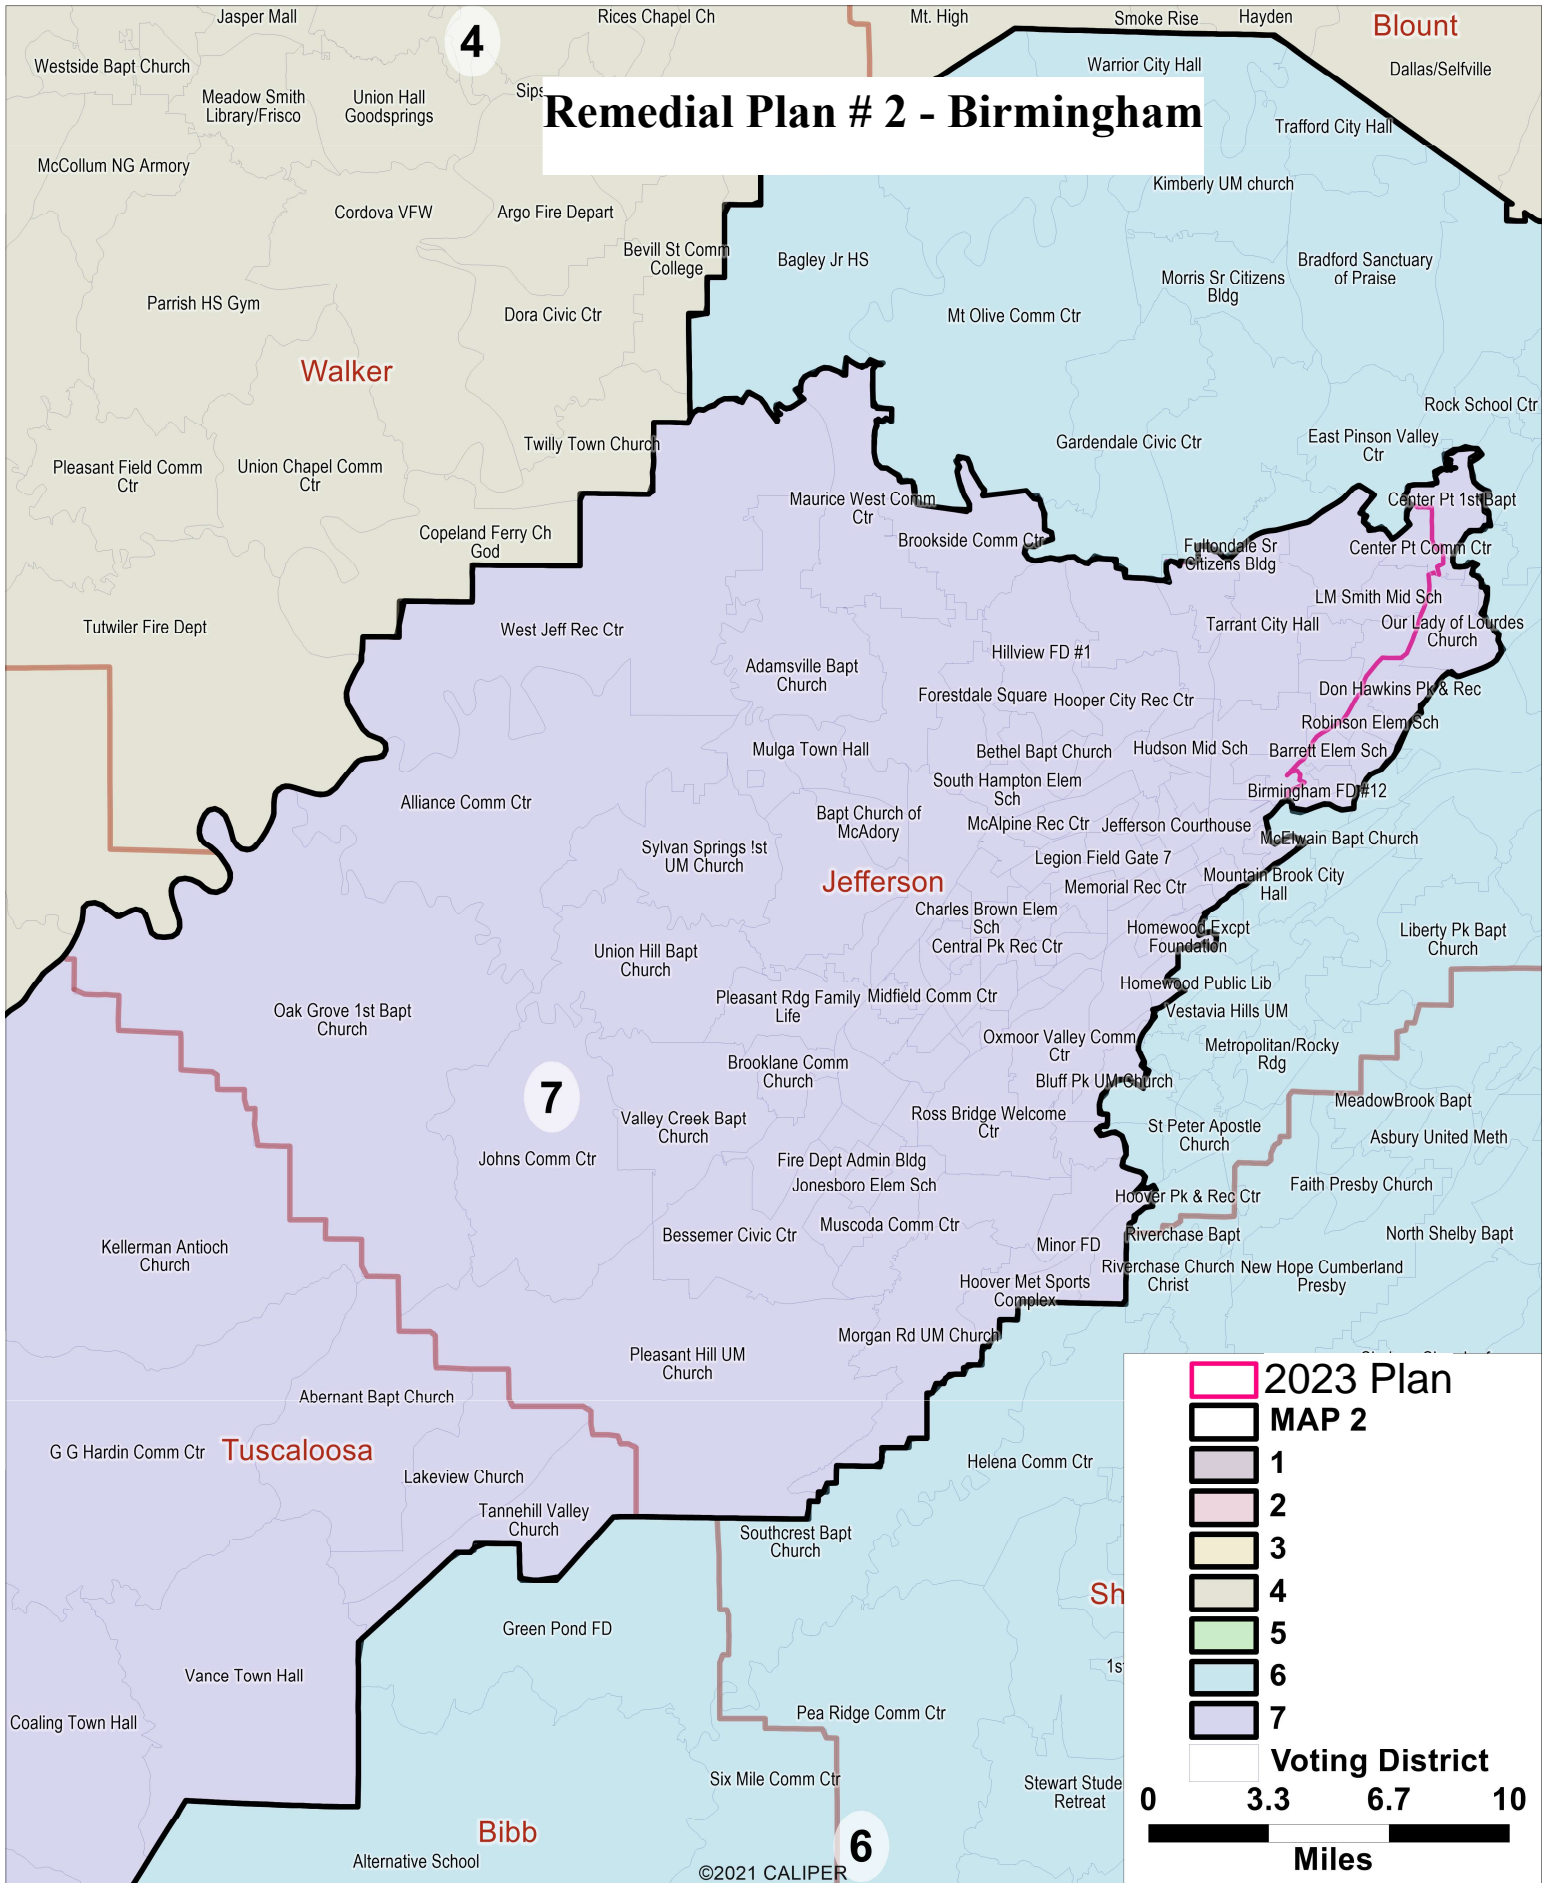 Jasper Mall
Rices Chapel Ch
Mt. High
Smoke Rise
Hayden
Blount
4
Westside Bapt Church
Warrior City Hall
Dallas/Selfville
Meadow Smith
Library/Frisco
Union Hall
Goodsprings
Remedial Plan # 2 - Birmingham
Trafford City Hall
McCollum NG Armory
Kimberly UM church
Cordova VFW
Argo Fire Depart
Bevill St Comm
College
Bagley Jr HS
Bradford Sanctuary
of Praise
Morris Sr Citizens
Bldg
Parrish HS Gym
Dora Civic Ctr
Mt Olive Comm Ctr
Walker
Rock School Ctr
Twilly Town Church
Gardendale Civic Ctr
East Pinson Valley
Ctr
Pleasant Field Comm
Ctr
Union Chapel Comm
Ctr
Maurice West Comm
Ctr
Center Pt 1st Bapt
Copeland Ferry Ch
God
Brookside Comm Ctr
Fultondale Sr
Citizens Bldg
Center Pt Comm Ctr
LM Smith Mid Sch
Tutwiler Fire Dept
West Jeff Rec Ctr
Tarrant City Hall
Our Lady of Lourdes
Church
Hillview FD #1
Adamsville Bapt
Church
Forestdale Square
Hooper City Rec Ctr
Don Hawkins Pk & Rec
Robinson Elem Sch
Mulga Town Hall
Bethel Bapt Church
Hudson Mid Sch
Barrett Elem Sch
South Hampton Elem
Sch
Birmingham FD #12
Alliance Comm Ctr
Bapt Church of
McAdory
McAlpine Rec Ctr
Jefferson Courthouse
McElwain Bapt Church
Sylvan Springs !st
UM Church
Legion Field Gate 7
Jefferson
Memorial Rec Ctr
Mountain Brook City
Hall
Charles Brown Elem
Sch
Homewood Excpt
Foundation
Liberty Pk Bapt
Church
Union Hill Bapt
Church
Central Pk Rec Ctr
Homewood Public Lib
Pleasant Rdg Family
Life
Midfield Comm Ctr
Oak Grove 1st Bapt
Church
Vestavia Hills UM
Oxmoor Valley Comm
Ctr
Metropolitan/Rocky
Rdg
Brooklane Comm
Church
Bluff Pk UM Church
7
MeadowBrook Bapt
Valley Creek Bapt
Church
Ross Bridge Welcome
Ctr
St Peter Apostle
Church
Asbury United Meth
Johns Comm Ctr
Fire Dept Admin Bldg
Jonesboro Elem Sch
Hoover Pk & Rec Ctr
Faith Presby Church
Bessemer Civic Ctr
Muscoda Comm Ctr
Riverchase Bapt
North Shelby Bapt
Kellerman Antioch
Church
Minor FD
Riverchase Church
Christ
New Hope Cumberland
Presby
Hoover Met Sports
Complex
Morgan Rd UM Church
Pleasant Hill UM
Church
Abernant Bapt Church
G G Hardin Comm Ctr
Tuscaloosa
Lakeview Church
Helena Comm Ctr
Tannehill Valley
Church
Southcrest Bapt
Church
Sh
Green Pond FD
Vance Town Hall
Coaling Town Hall
Pea Ridge Comm Ctr
Six Mile Comm Ctr
Stewart Stude
Retreat
Bibb
6
Alternative School
©2021 CALIPER
2023 Plan
MAP 2
1
2
3
4
5
6
7
Voting District
0 3.3 6.7 10
Miles